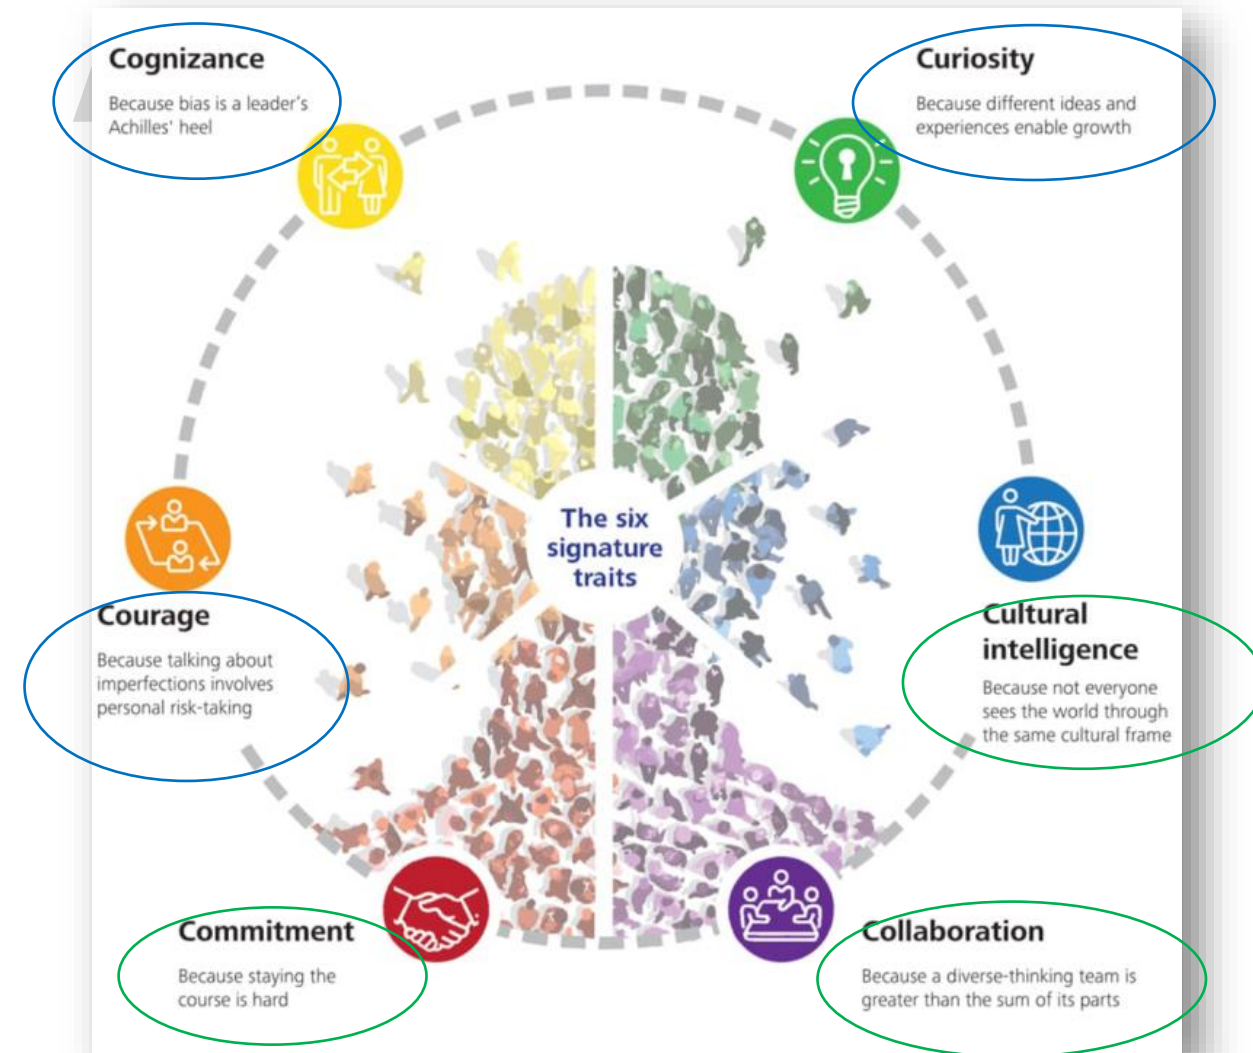 Cognizance
Because bias is a leader's
Achilles' heel
Curiosity
Because different ideas and
experiences enable growth
The six
signature
traits
Courage
Because talking about
imperfections involves
personal risk-taking
Cultural
intelligence
Because not everyone
sees the world through
the same cultural frame
Commitment
Because staying the
course is hard
Collaboration
Because a diverse-thinking team is
greater than the sum of its parts